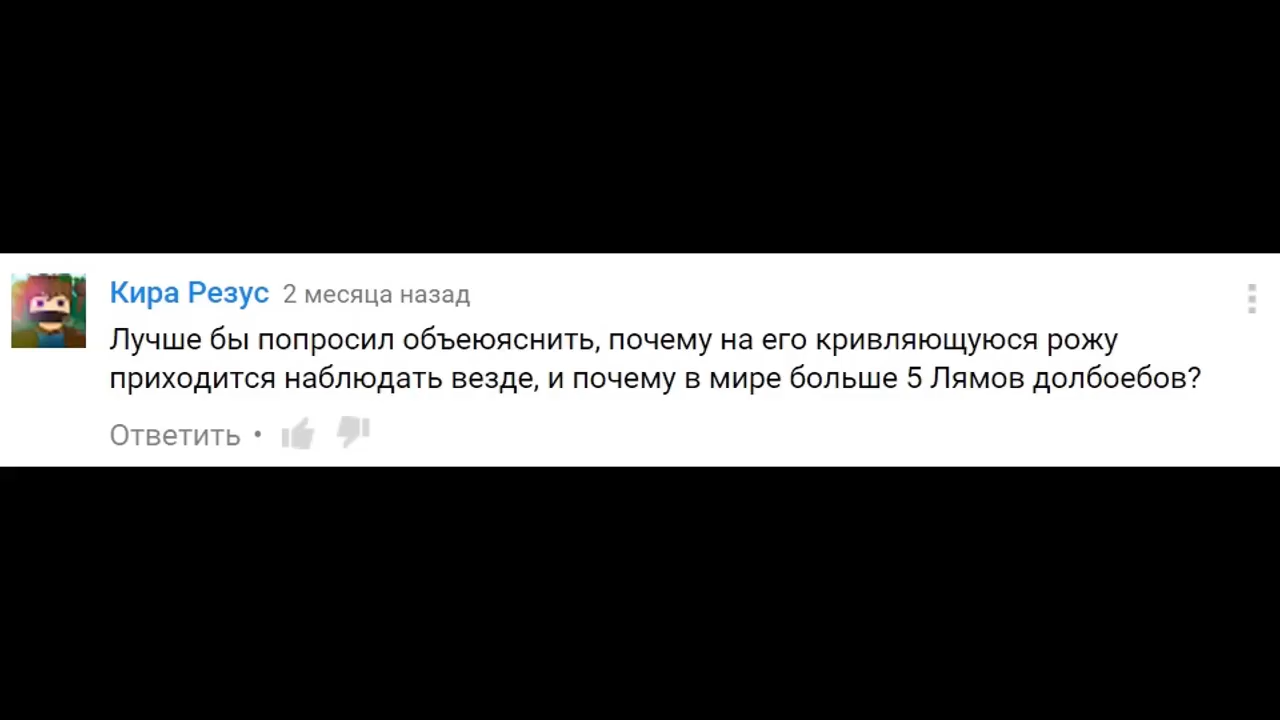 Кира Резус 2 месяца назад
Лучше бы попросил объеюяснить, почему на его кривляющуюся рожу
приходится наблюдать везде, и почему в мире больше 5 Лямов долбоебов?
Ответить •